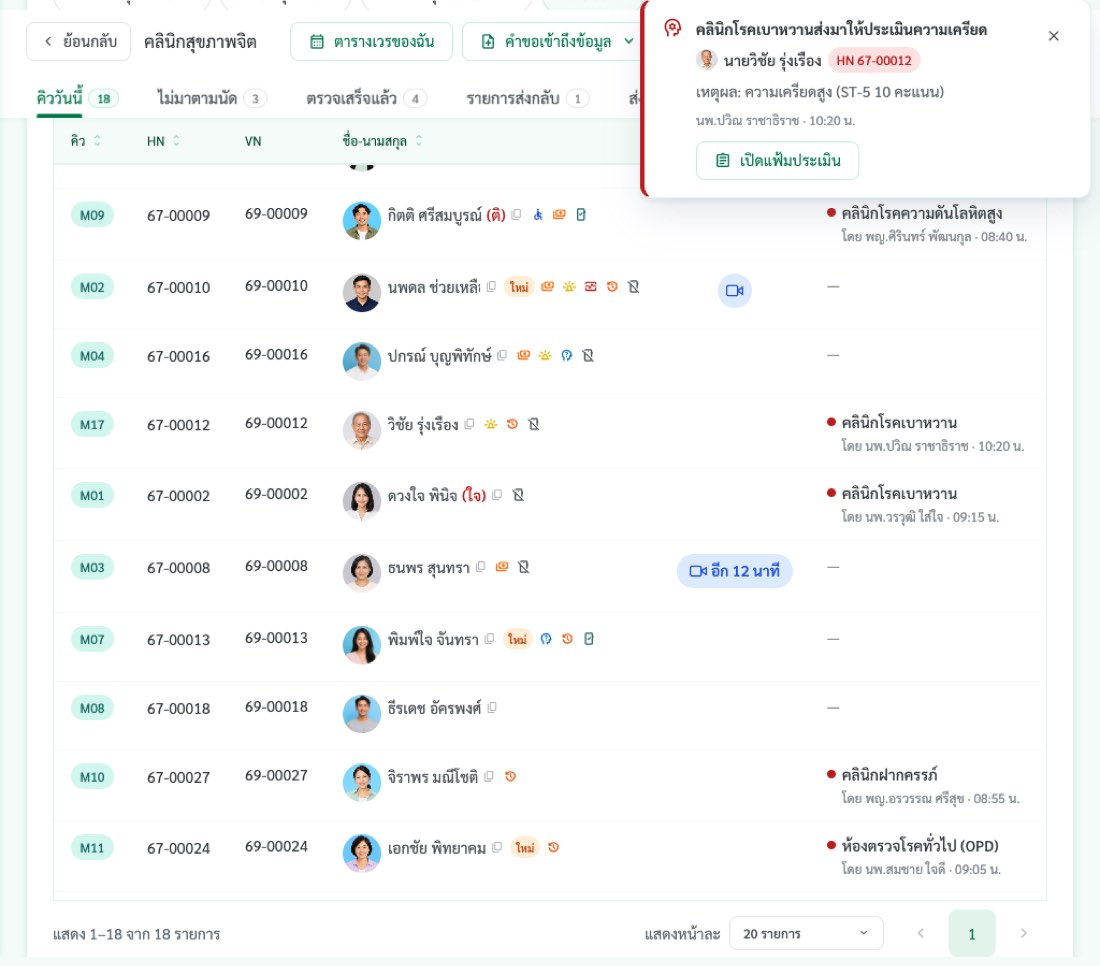 ย้อนกลับ คลินิกสุขภาพจิต ตารางเวรของฉัน คำขอเข้าถึงข้อมูล
คลินิกโรคเบาหวานส่งมาให้ประเมินความเครียด
นายวิชัย รุ่งเรือง HN 67-00012
เหตุผล: ความเครียดสูง (ST-5 10 คะแนน)
นพ.ปวิณ ราชาธิราช · 10:20 น.
เปิดแฟ้มประเมิน
คิววันนี้ 18 ไม่มาตามนัด 3 ตรวจเสร็จแล้ว 4 รายการส่งกลับ 1
คิว HN VN ชื่อ-นามสกุล
M09 67-00009 69-00009 กิตติ ศรีสมบูรณ์ (ติ) คลินิกโรคความดันโลหิตสูง
โดย พญ.ศิรินทร์ พัฒนกุล · 08:40 น.
M02 67-00010 69-00010 นพดล ช่วยเหลื ใหม่ —
M04 67-00016 69-00016 ปกรณ์ บุญพิทักษ์ —
M17 67-00012 69-00012 วิชัย รุ่งเรือง คลินิกโรคเบาหวาน
โดย นพ.ปวิณ ราชาธิราช · 10:20 น.
M01 67-00002 69-00002 ดวงใจ พินิจ (ใจ) คลินิกโรคเบาหวาน
โดย นพ.วรวุฒิ ใส่ใจ · 09:15 น.
M03 67-00008 69-00008 ธนพร สุนทรา อีก 12 นาที —
M07 67-00013 69-00013 พิมพ์ใจ จันทรา ใหม่ —
M08 67-00018 69-00018 ธีรเดช อัครพงศ์ —
M10 67-00027 69-00027 จิราพร มณีโชติ คลินิกฝากครรภ์
โดย พญ.อรวรรณ ศรีสุข · 08:55 น.
M11 67-00024 69-00024 เอกชัย พิทยาคม ใหม่ ห้องตรวจโรคทั่วไป (OPD)
โดย นพ.สมชาย ใจดี · 09:05 น.
แสดง 1–18 จาก 18 รายการ แสดงหน้าละ 20 รายการ 1